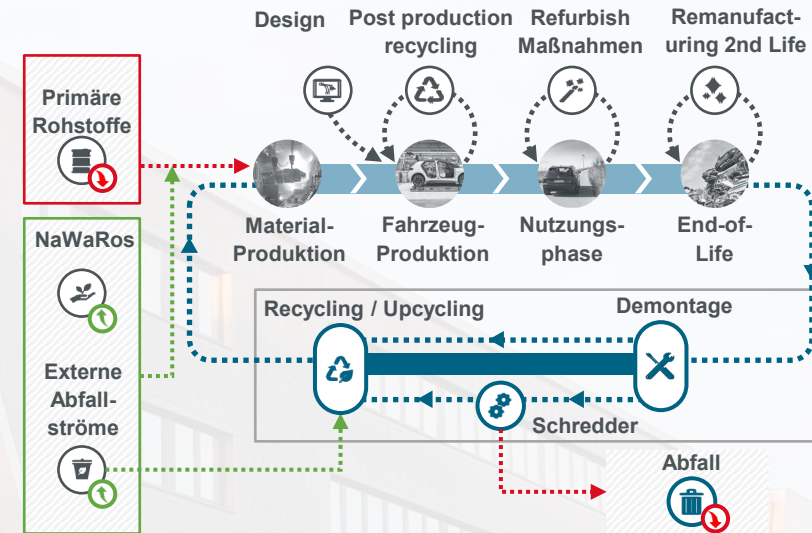 Design
Post production
recycling
Refurbish
Maßnahmen
Remanufact-
uring 2nd Life
Primäre
Rohstoffe
Material-
Produktion
Fahrzeug-
Produktion
Nutzungs-
phase
End-of-
Life
NaWaRos
Externe
Abfall-
ströme
Recycling / Upcycling
Demontage
Schredder
Abfall